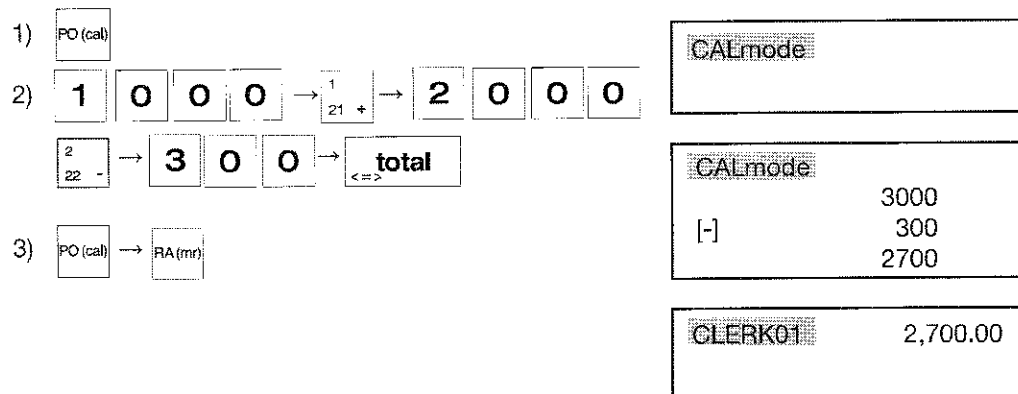 1) PO (cal)
2) 1 0 0 0 → 1 21 + → 2 0 0 0
2 22 - → 3 0 0 → <=> total
3) PO (cal) → RA (mr)
CALmode
CALmode
3000
[-] 300
2700
CLERK01 2,700.00